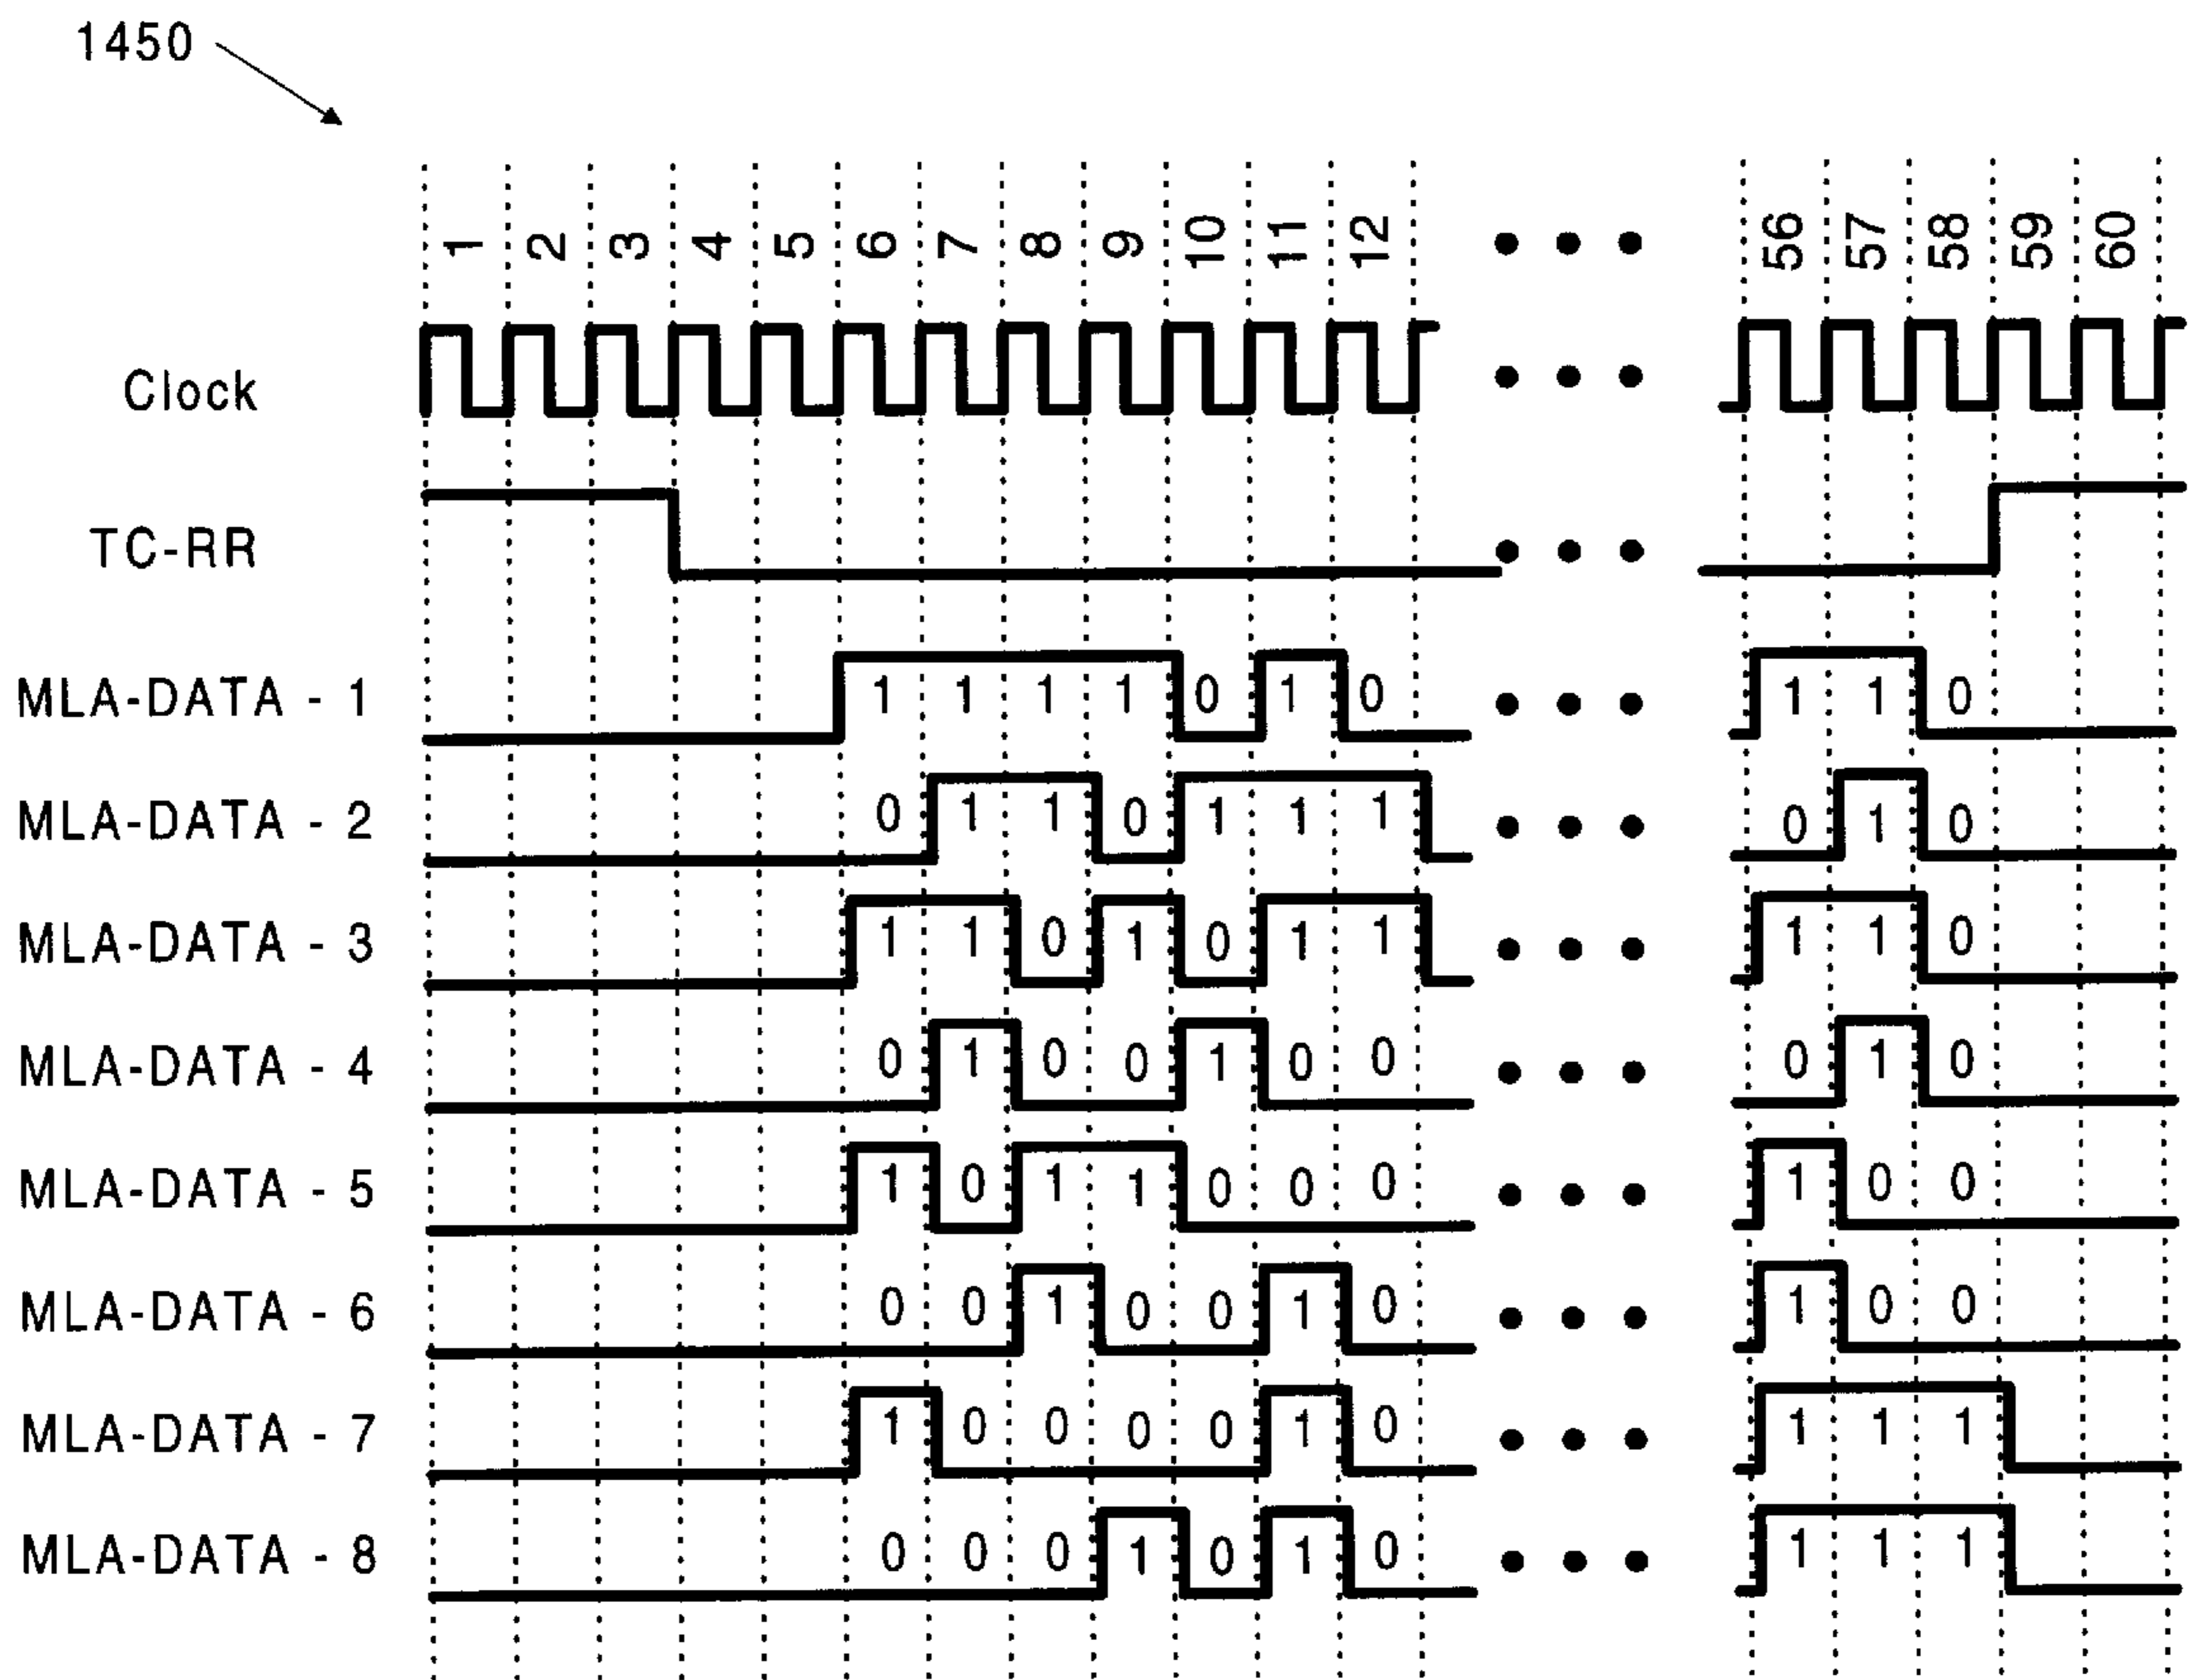 1450
1 2 3 4 5 6 7 8 9 10 11 12 56 57 58 59 60
Clock
TC-RR
MLA-DATA - 1 1 1 1 1 0 1 0 1 1 0
MLA-DATA - 2 0 1 1 0 1 1 1 0 1 0
MLA-DATA - 3 1 1 0 1 0 1 1 1 1 0
MLA-DATA - 4 0 1 0 0 1 0 0 0 1 0
MLA-DATA - 5 1 0 1 1 0 0 0 1 0 0
MLA-DATA - 6 0 0 1 0 0 1 0 1 0 0
MLA-DATA - 7 1 0 0 0 0 1 0 1 1 1
MLA-DATA - 8 0 0 0 1 0 1 0 1 1 1